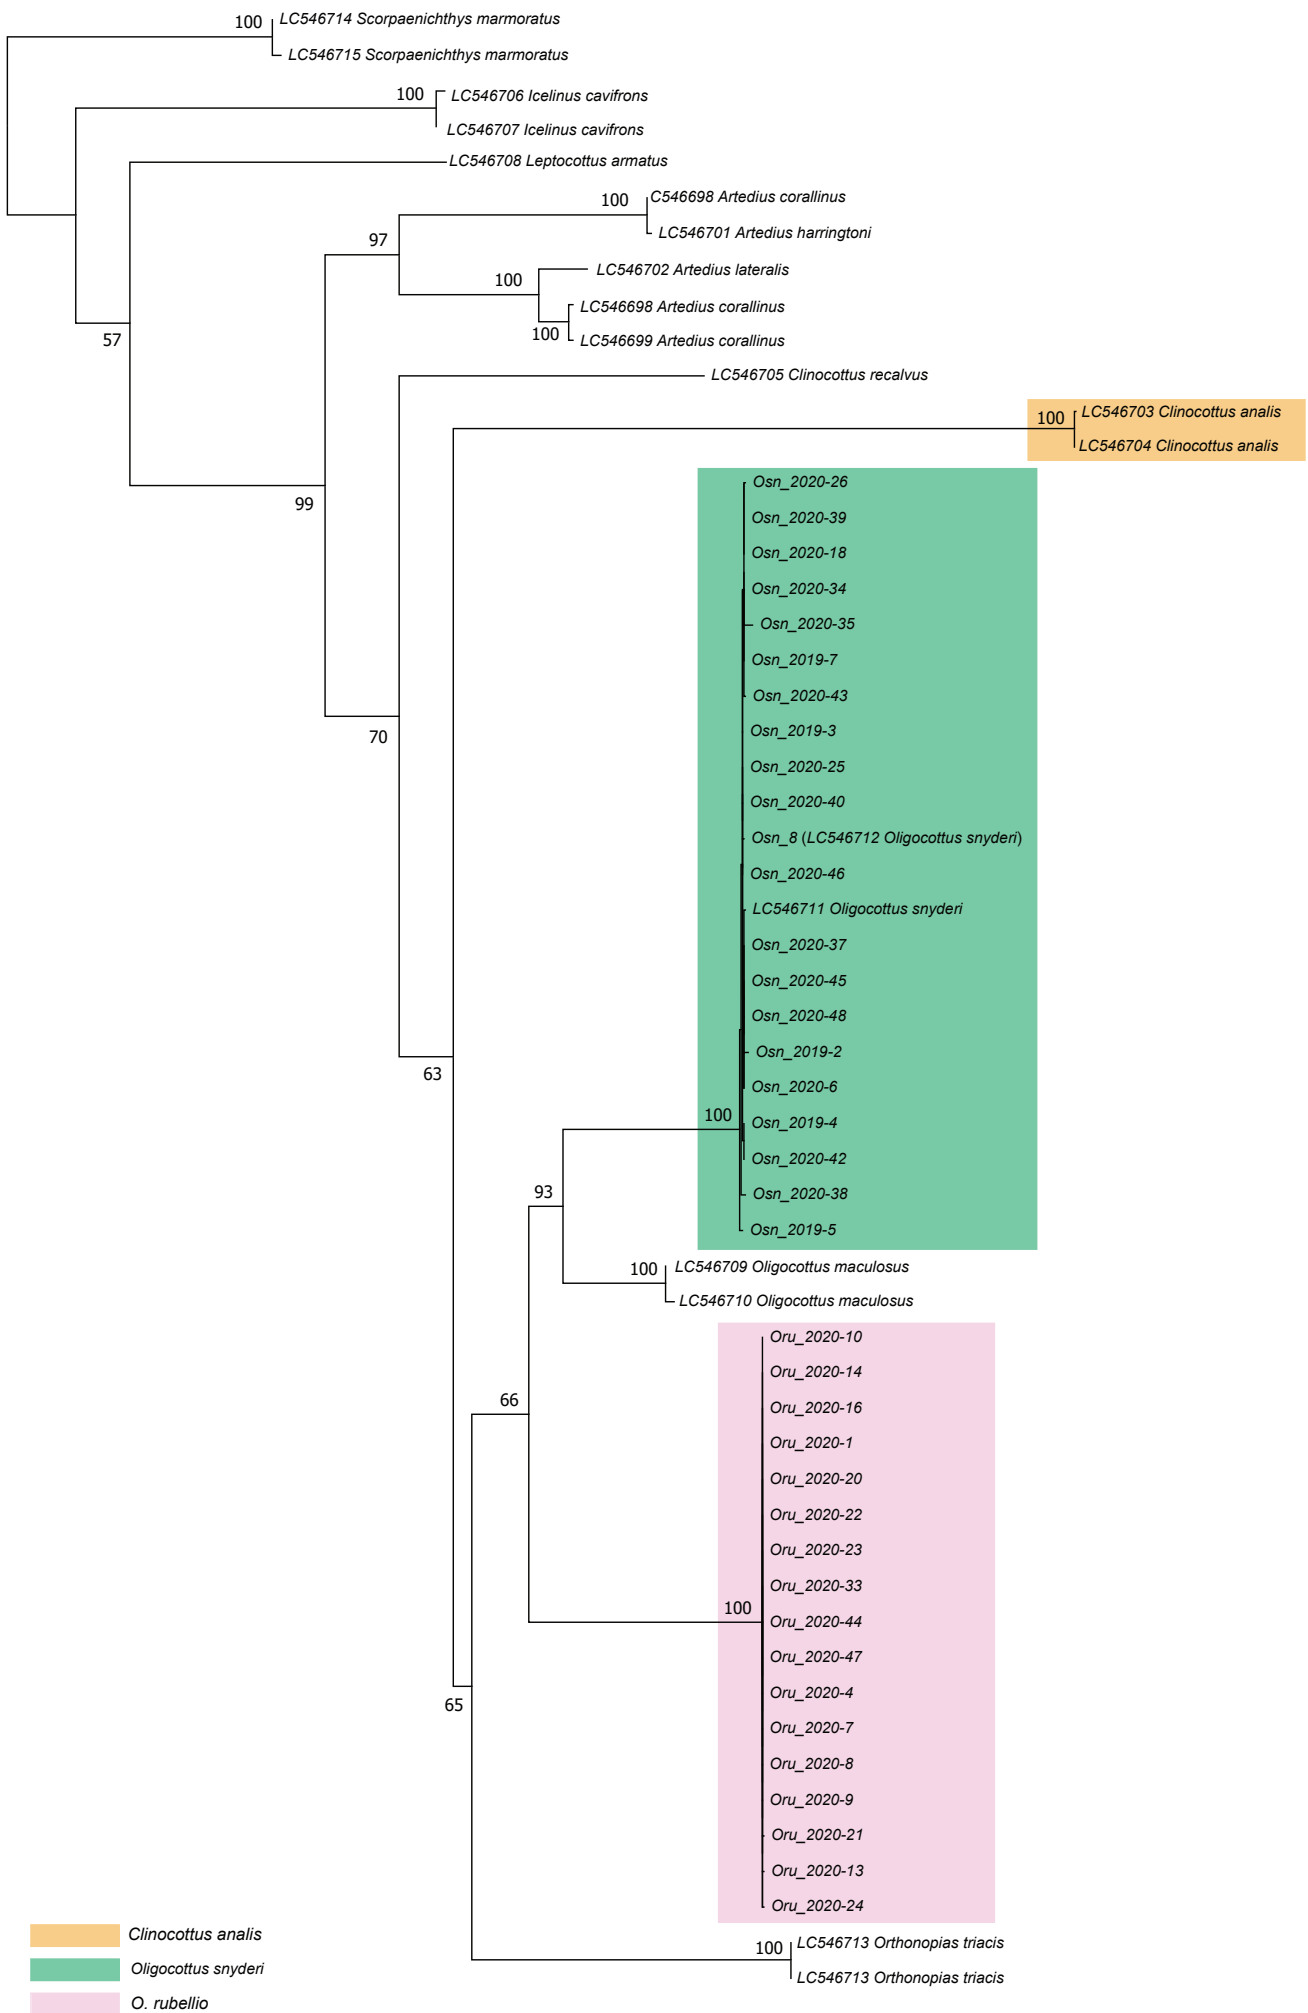 100
LC546714 Scorpaenichthys marmoratus
LC546715 Scorpaenichthys marmoratus
100
LC546706 Icelinus cavifrons
LC546707 Icelinus cavifrons
LC546708 Leptocottus armatus
100
C546698 Artedius corallinus
LC546701 Artedius harringtoni
97
LC546702 Artedius lateralis
100
LC546698 Artedius corallinus
100
LC546699 Artedius corallinus
57
LC546705 Clinocottus recalvus
100
LC546703 Clinocottus analis
LC546704 Clinocottus analis
Osn_2020-26
99
Osn_2020-39
Osn_2020-18
Osn_2020-34
Osn_2020-35
Osn_2019-7
Osn_2020-43
70
Osn_2019-3
Osn_2020-25
Osn_2020-40
Osn_8 (LC546712 Oligocottus snyderi)
Osn_2020-46
LC546711 Oligocottus snyderi
Osn_2020-37
Osn_2020-45
Osn_2020-48
Osn_2019-2
63
Osn_2020-6
100
Osn_2019-4
Osn_2020-42
93
Osn_2020-38
Osn_2019-5
100
LC546709 Oligocottus maculosus
LC546710 Oligocottus maculosus
Oru_2020-10
Oru_2020-14
66
Oru_2020-16
Oru_2020-1
Oru_2020-20
Oru_2020-22
Oru_2020-23
Oru_2020-33
100
Oru_2020-44
Oru_2020-47
Oru_2020-4
65
Oru_2020-7
Oru_2020-8
Oru_2020-9
Oru_2020-21
Oru_2020-13
Oru_2020-24
100
LC546713 Orthonopias triacis
LC546713 Orthonopias triacis
Clinocottus analis
Oligocottus snyderi
O. rubellio